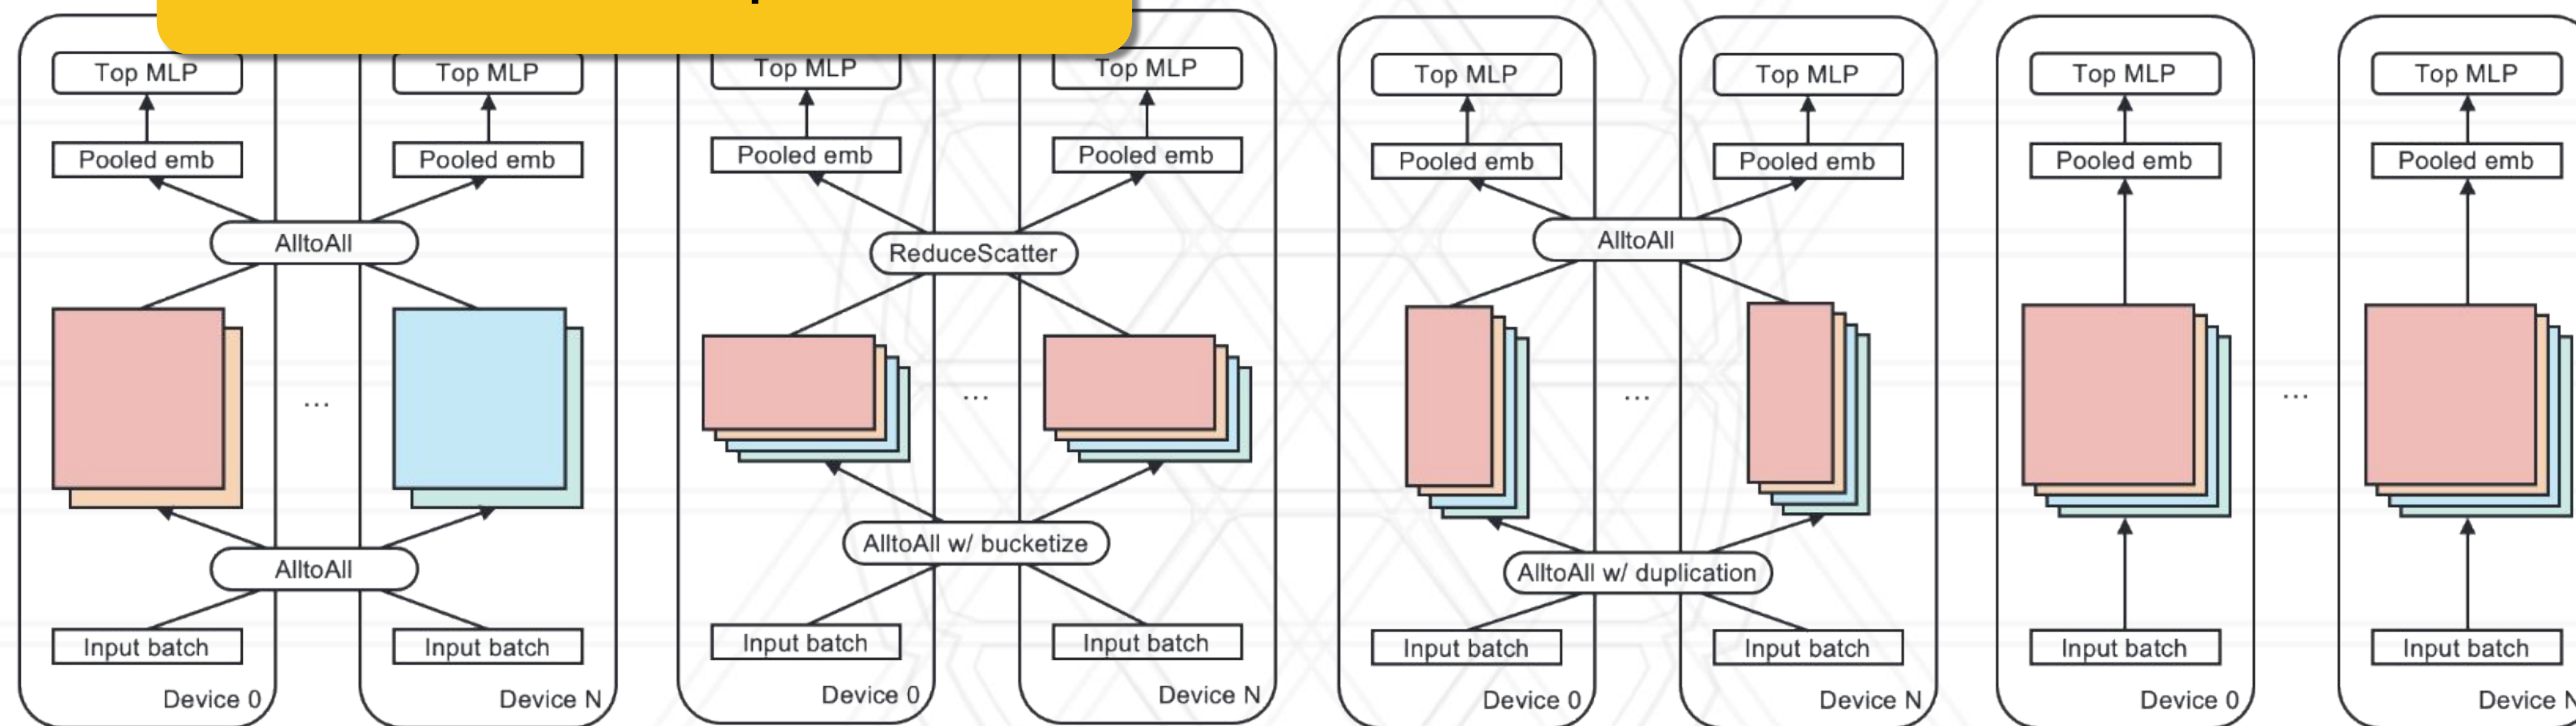 Top MLP
Top MLP
Pooled emb
Pooled emb
AlltoAll
...
AlltoAll
Input batch
Input batch
Device 0
Device N
Top MLP
Top MLP
Pooled emb
Pooled emb
ReduceScatter
...
AlltoAll w/ bucketize
Input batch
Input batch
Device 0
Device N
Top MLP
Top MLP
Pooled emb
Pooled emb
AlltoAll
...
AlltoAll w/ duplication
Input batch
Input batch
Device 0
Device N
Top MLP
Top MLP
Pooled emb
Pooled emb
...
Input batch
Input batch
Device 0
Device N